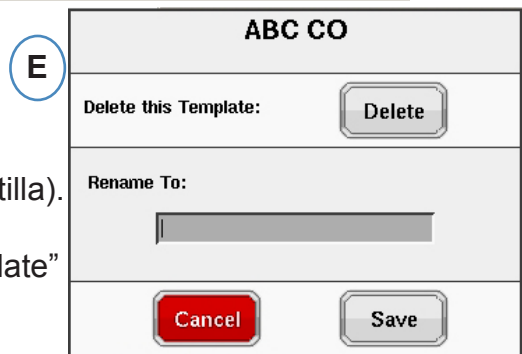 ABC CO
E
Delete this Template:
Delete
tilla).
Rename To:
late”
Cancel
Save